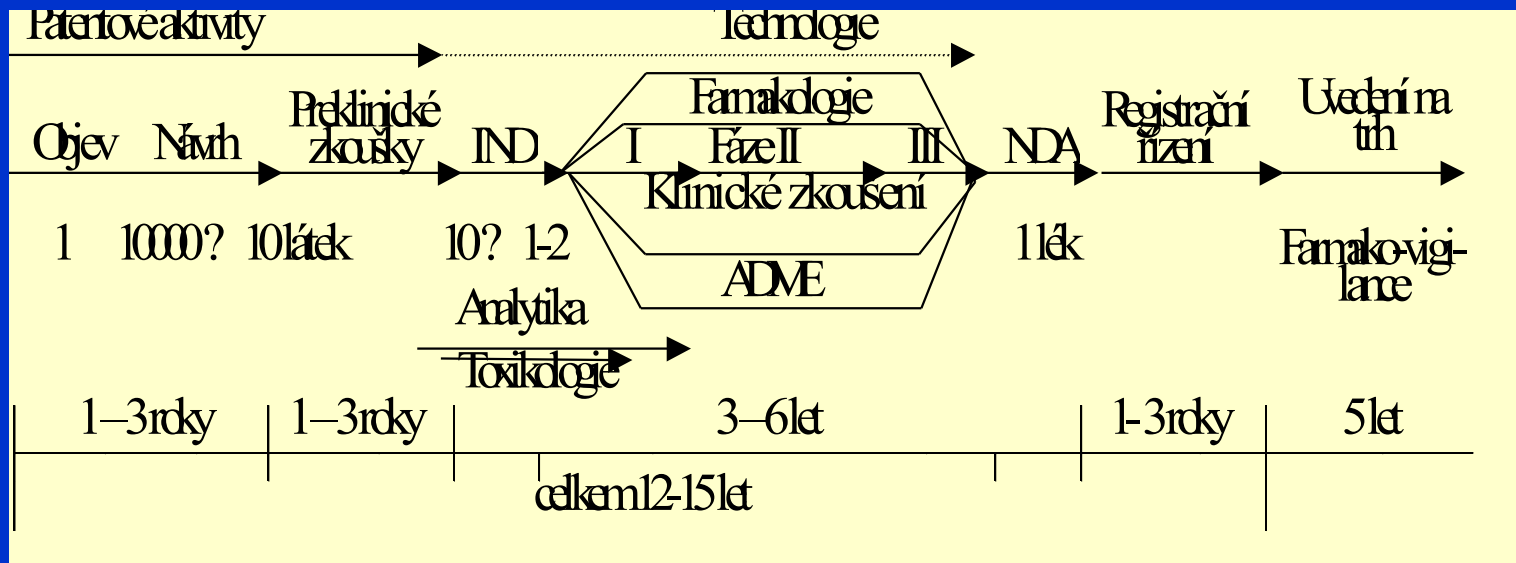 Patentové aktivity
Technologie
Farmakologie
Objev
Návrh
Preklinické
zkoušky
IND
I
Fáze II
III
NDA
Registrační
řízení
Uvedení na
trh
Klinické zkoušení
1
10000?
10 látek
10?
1-2
1 lék
Farmako-vigi-
lance
ADME
Analytika
Toxikologie
1–3 roky
1–3 roky
3–6 let
1-3 roky
5 let
celkem 12-15 let